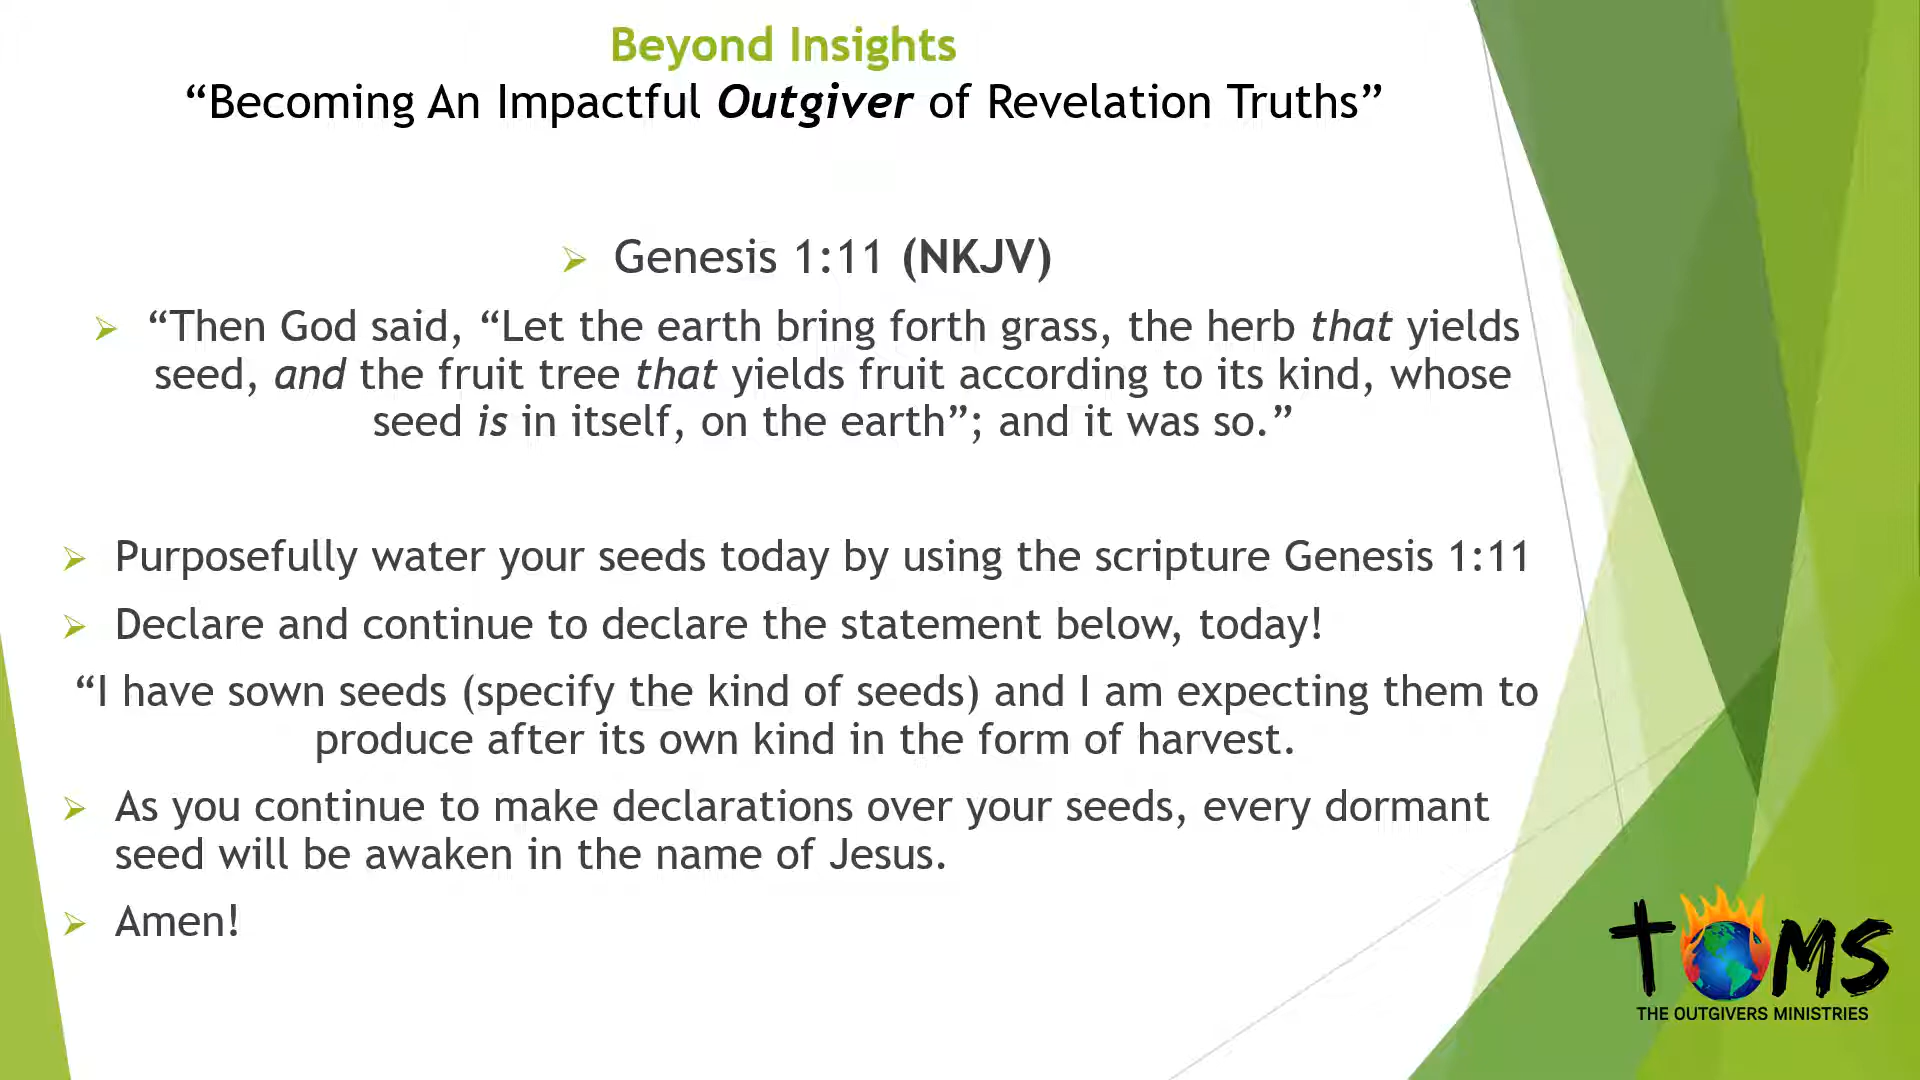 Beyond Insights
“Becoming An Impactful Outgiver of Revelation Truths”
Genesis 1:11 (NKJV)
“Then God said, “Let the earth bring forth grass, the herb that yields
seed, and the fruit tree that yields fruit according to its kind, whose
seed is in itself, on the earth”; and it was so.”
Purposefully water your seeds today by using the scripture Genesis 1:11
Declare and continue to declare the statement below, today!
“I have sown seeds (specify the kind of seeds) and I am expecting them to
produce after its own kind in the form of harvest.
As you continue to make declarations over your seeds, every dormant
seed will be awaken in the name of Jesus.
Amen!
TOMS
THE OUTGIVERS MINISTRIES